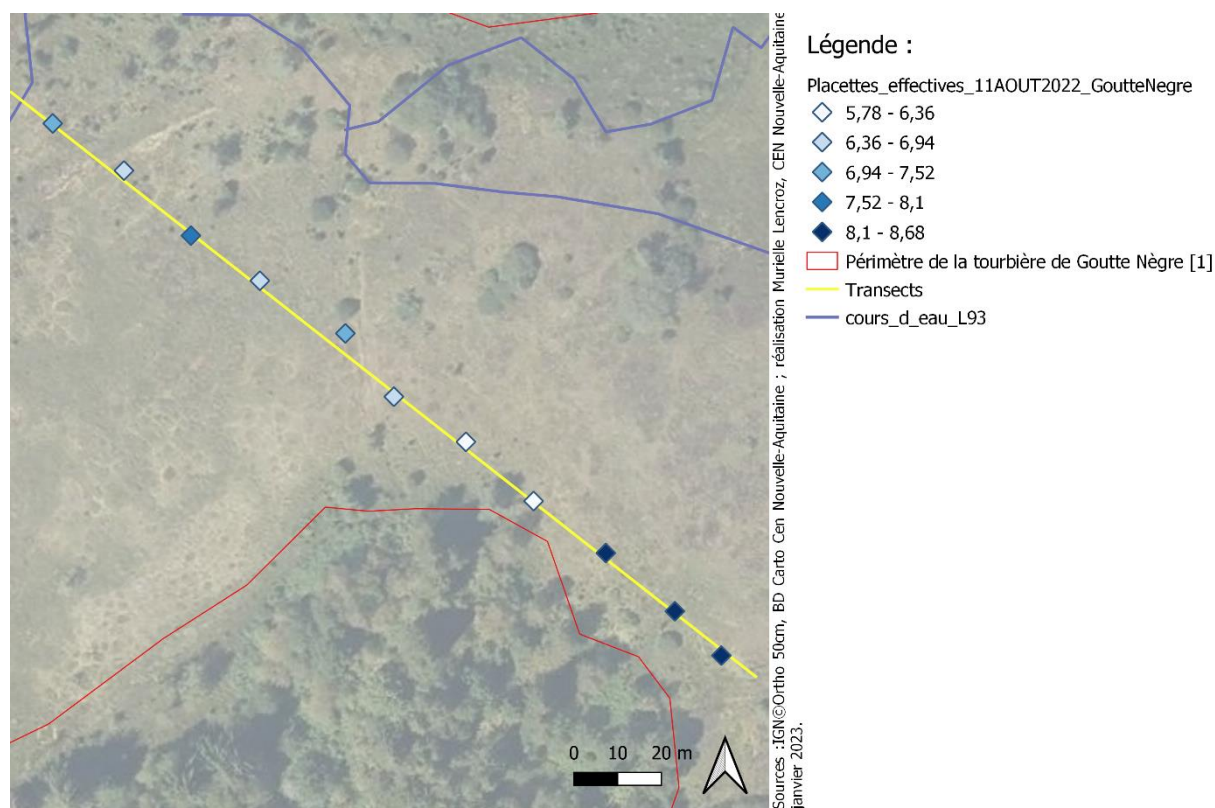 Légende :
Placettes_effectives_11AOUT2022_GoutteNegre
5,78 - 6,36
6,36 - 6,94
6,94 - 7,52
7,52 - 8,1
8,1 - 8,68
Périmètre de la tourbière de Goutte Nègre [1]
Transects
cours_d_eau_L93
Sources :IGN©Ortho 50cm, BD Carto Cen Nouvelle-Aquitaine ; réalisation Murielle Lencroz, CEN Nouvelle-Aquitaine
janvier 2023.
0 10 20 m